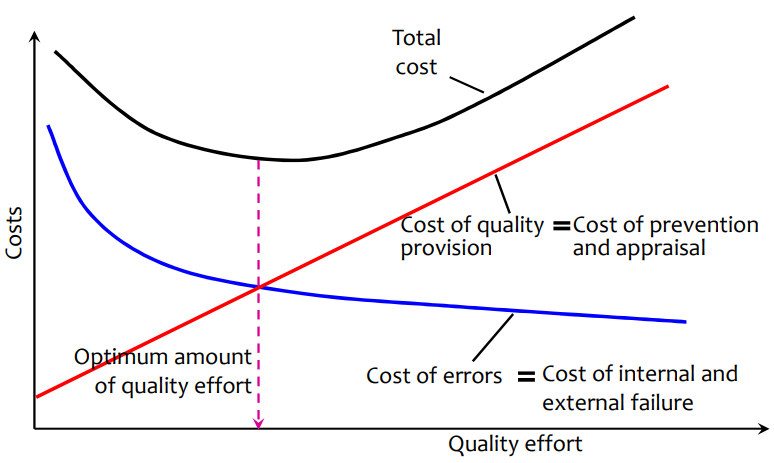 Total
cost
Costs
Cost of quality = Cost of prevention
provision and appraisal
Optimum amount
of quality effort
Cost of errors = Cost of internal and
external failure
Quality effort